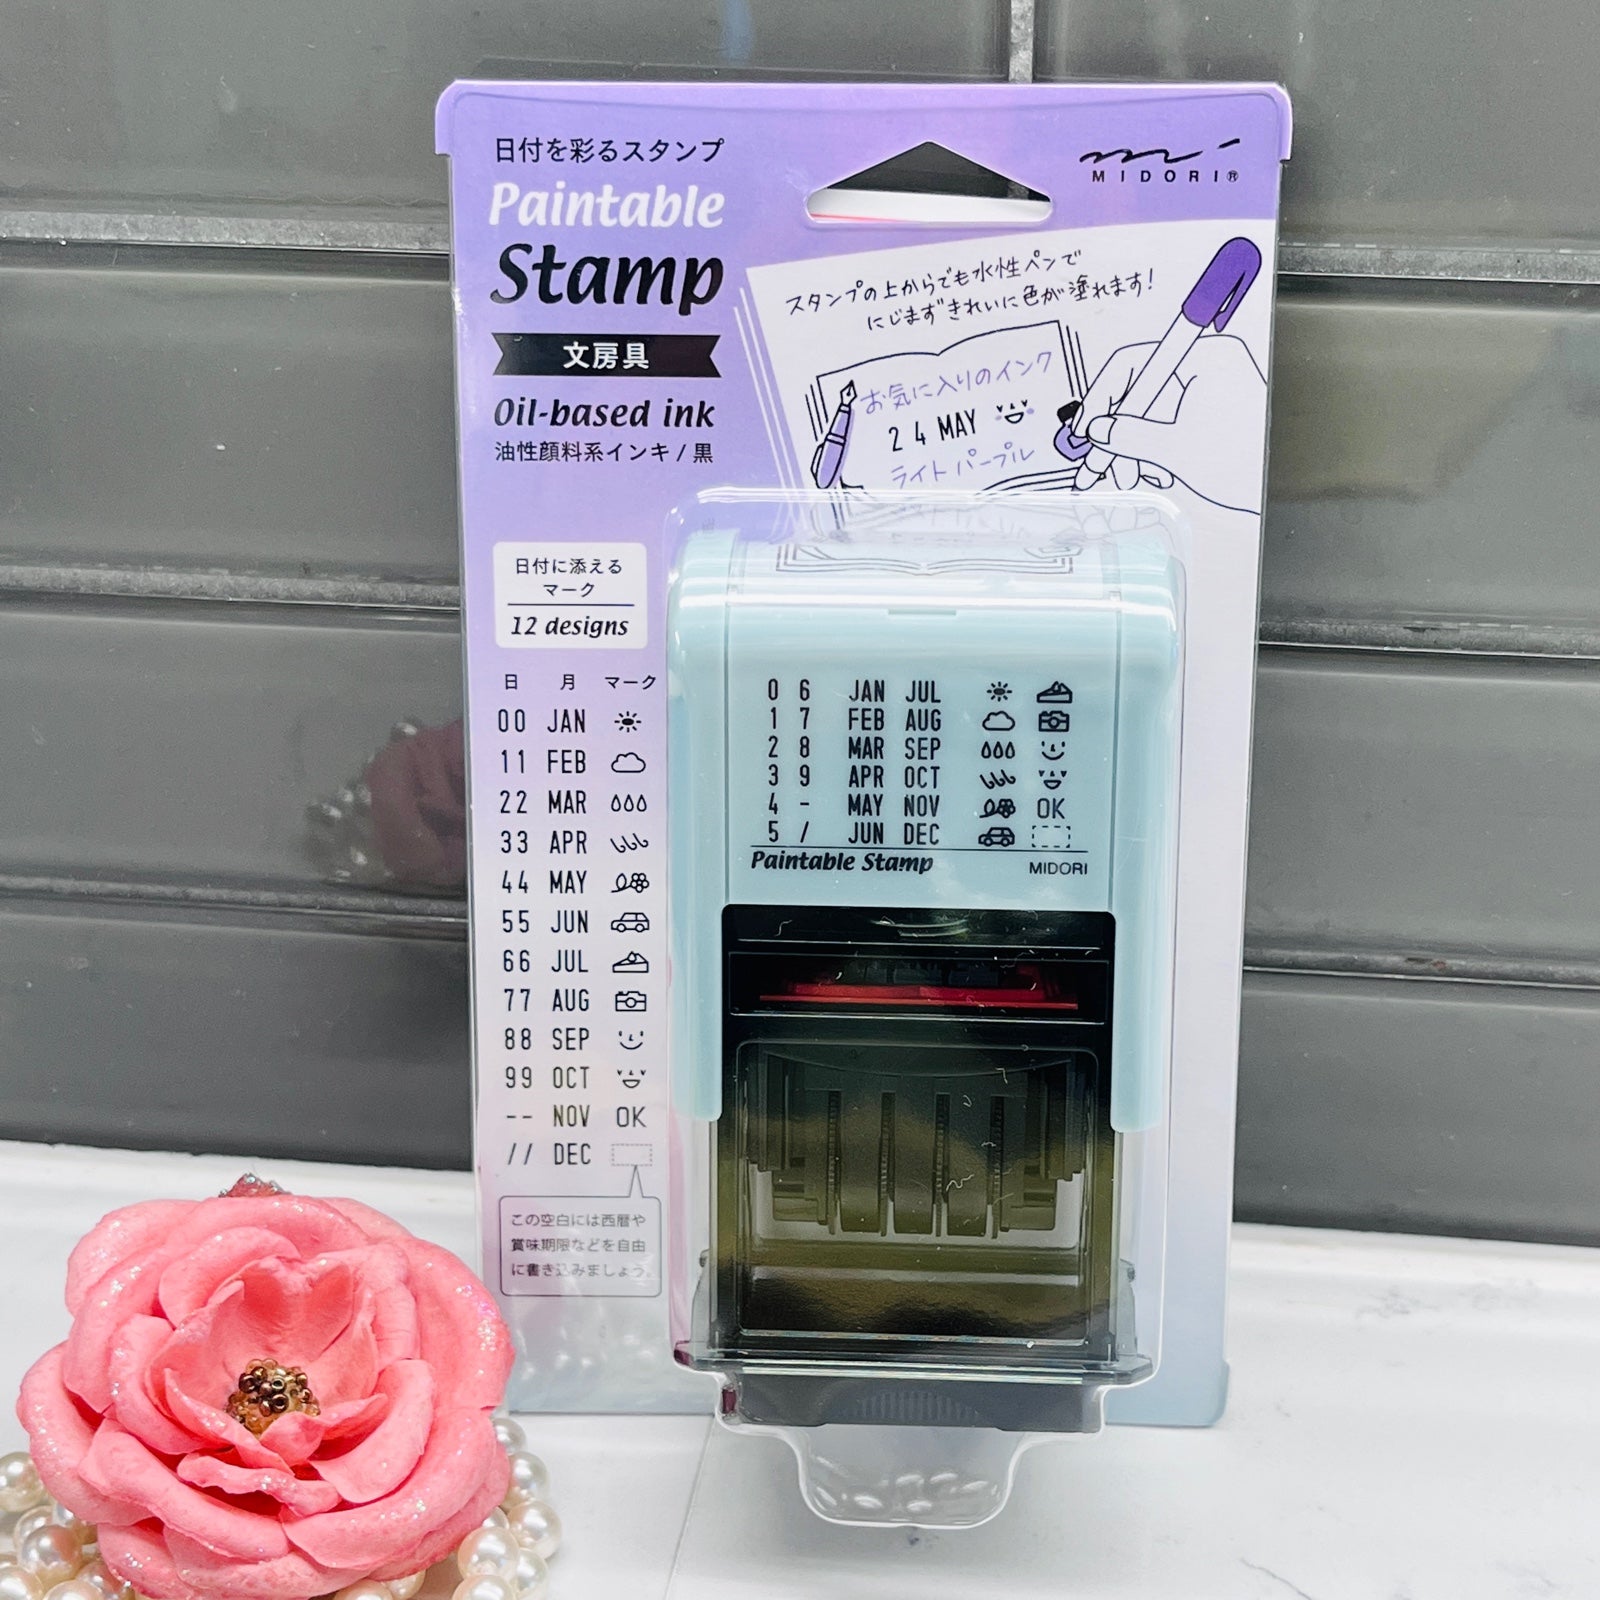 日付を彩るスタンプ
Paintable
Stamp
文房具
Oil-based ink
油性顔料系インキ / 黒
MIDORI®
スタンプの上からでも水性ペンで
にじまずきれいに色が塗れます!
お気に入りのインク
24 MAY
ライトパープル
日付に添える
マーク
12 designs
日 月 マーク
00 JAN
11 FEB
22 MAR
33 APR
44 MAY
55 JUN
66 JUL
77 AUG
88 SEP
99 OCT
-- NOV OK
// DEC
この空白には西暦や
賞味期限などを自由
に書き込みましょう。
0 6 JAN JUL
1 7 FEB AUG
2 8 MAR SEP
3 9 APR OCT
4 - MAY NOV OK
5 / JUN DEC
Paintable Stamp MIDORI